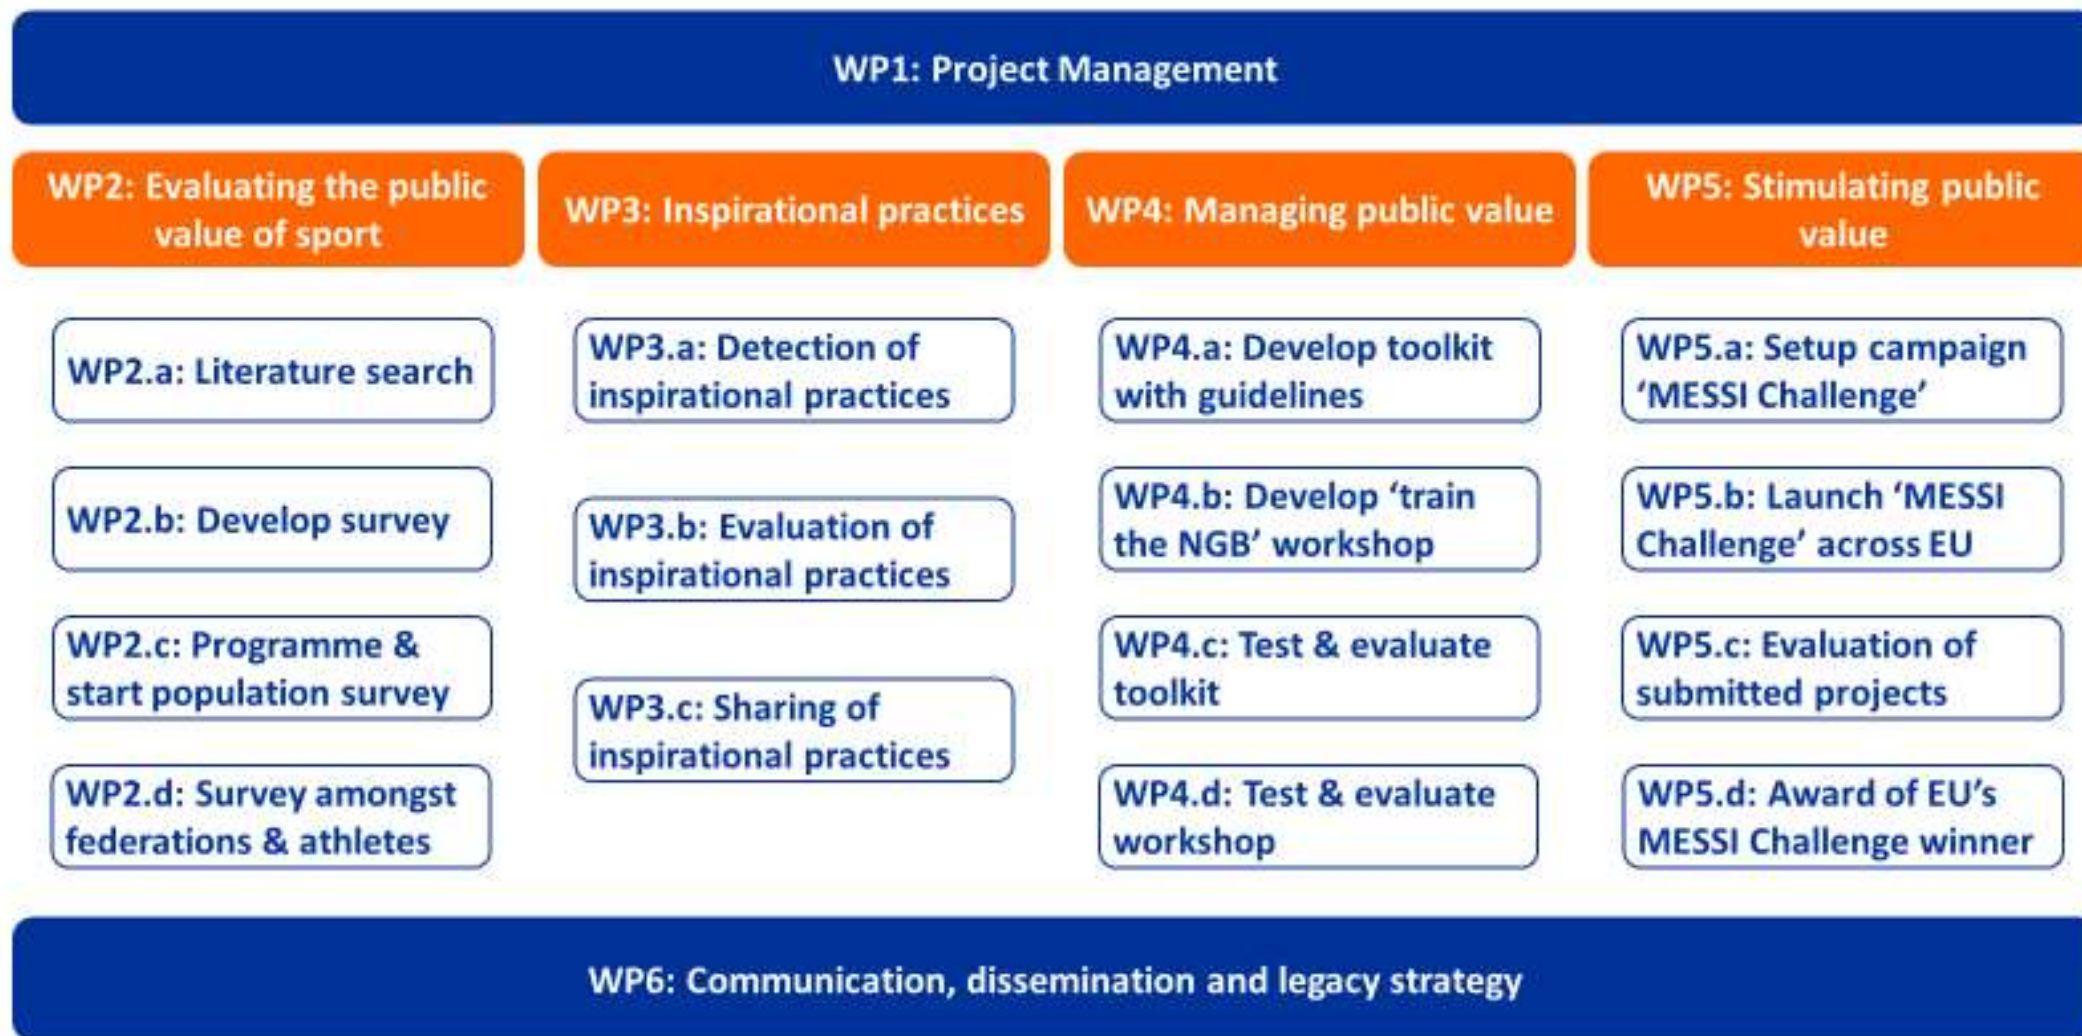 WP1: Project Management
WP2: Evaluating the public
value of sport
WP3: Inspirational practices
WP4: Managing public value
WP5: Stimulating public
value
WP2.a: Literature search
WP2.b: Develop survey
WP2.c: Programme &
start population survey
WP2.d: Survey amongst
federations & athletes
WP3.a: Detection of
inspirational practices
WP3.b: Evaluation of
inspirational practices
WP3.c: Sharing of
inspirational practices
WP4.a: Develop toolkit
with guidelines
WP4.b: Develop ‘train
the NGB’ workshop
WP4.c: Test & evaluate
toolkit
WP4.d: Test & evaluate
workshop
WP5.a: Setup campaign
‘MESSI Challenge’
WP5.b: Launch ‘MESSI
Challenge’ across EU
WP5.c: Evaluation of
submitted projects
WP5.d: Award of EU’s
MESSI Challenge winner
WP6: Communication, dissemination and legacy strategy